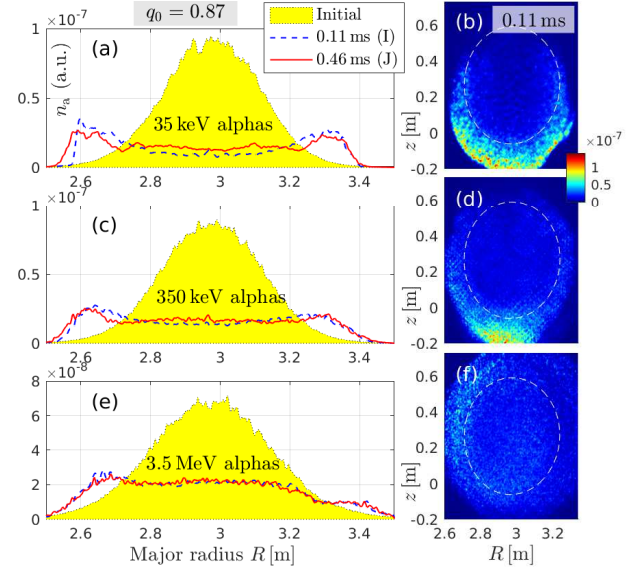 q₀ = 0.87
Initial
0.11 ms (I)
0.46 ms (J)
×10⁻⁷
1
0.5
0
nₐ (a.u.)
(a)
35 keV alphas
2.6 2.8 3 3.2 3.4
(b)
0.11 ms
0.6
0.4
0.2
0
-0.2
z [m]
×10⁻⁷
1
0.5
0
×10⁻⁷
1
0.5
0
(c)
350 keV alphas
2.6 2.8 3 3.2 3.4
(d)
0.6
0.4
0.2
0
-0.2
z [m]
×10⁻⁸
8
6
4
2
0
(e)
3.5 MeV alphas
2.6 2.8 3 3.2 3.4
Major radius R [m]
(f)
0.6
0.4
0.2
0
-0.2
z [m]
2.6 2.8 3 3.2
R [m]